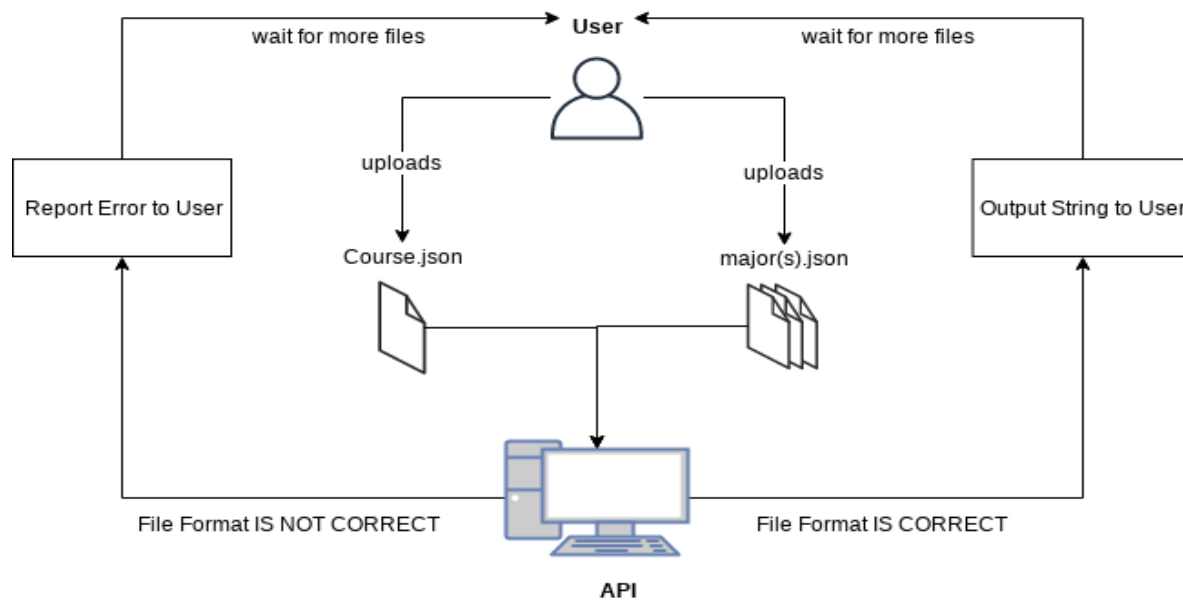 User
wait for more files
wait for more files
uploads
uploads
Report Error to User
Output String to User
Course.json
major(s).json
File Format IS NOT CORRECT
File Format IS CORRECT
API